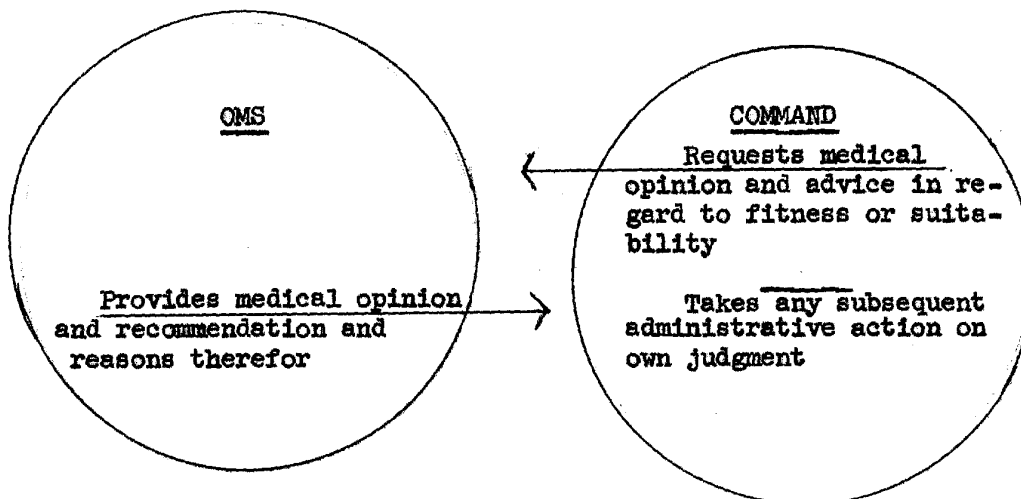 OMS
Provides medical opinion
and recommendation and
reasons therefor
COMMAND
Requests medical
opinion and advice in re-
gard to fitness or suita-
bility
Takes any subsequent
administrative action on
own judgment